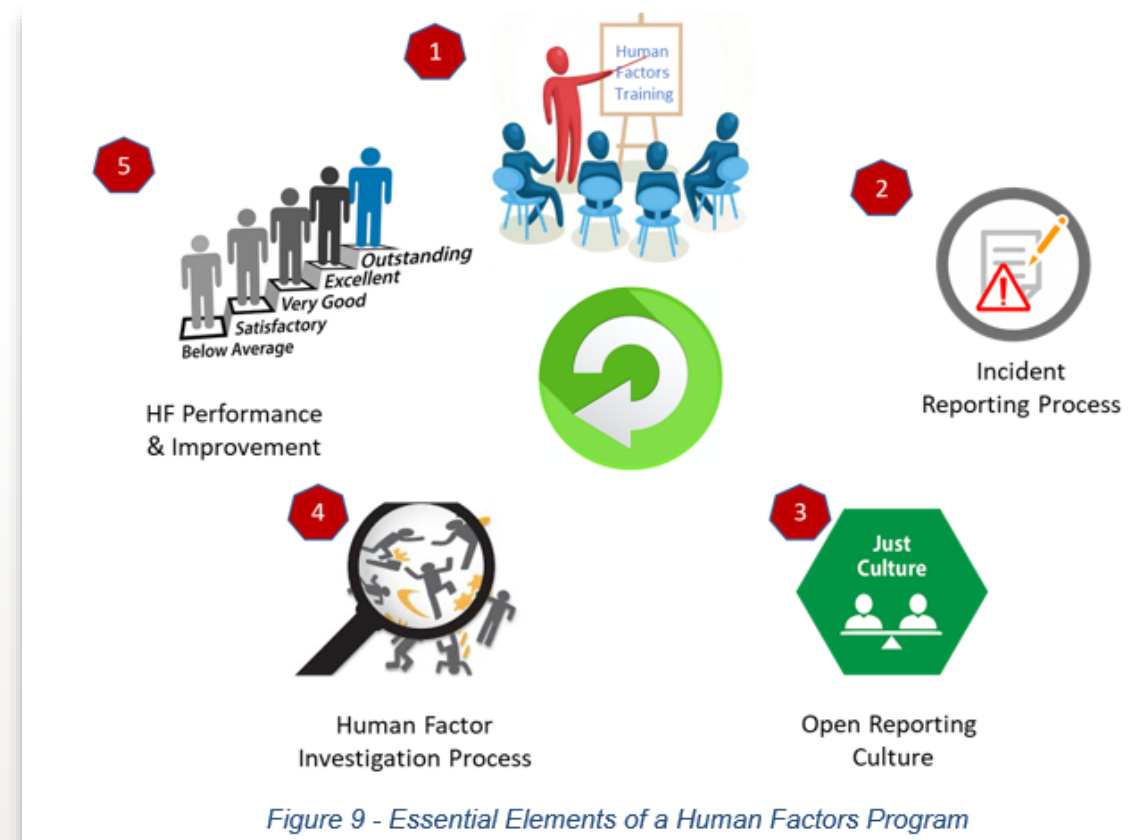 1
Human
Factors
Training
2
Incident
Reporting Process
3
Just
Culture
Open Reporting
Culture
4
Human Factor
Investigation Process
5
Outstanding
Excellent
Very Good
Satisfactory
Below Average
HF Performance
& Improvement
Figure 9 - Essential Elements of a Human Factors Program